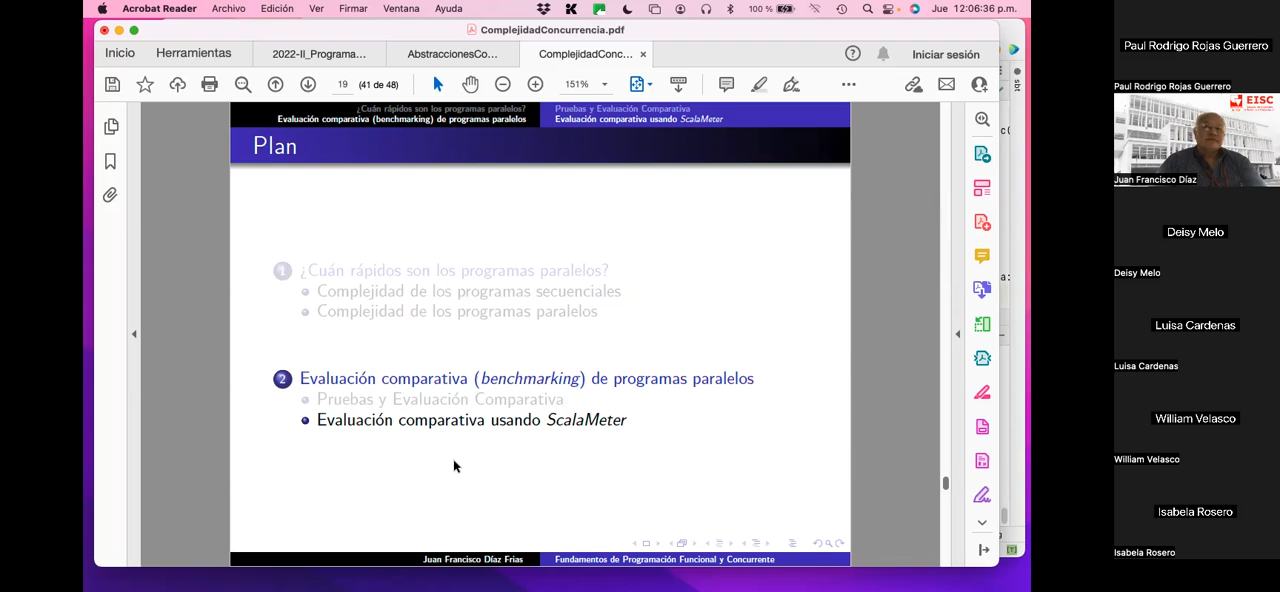 Acrobat Reader Archivo Edición Ver Firmar Ventana Ayuda 100 % Jue 12:06:36 p.m.
ComplejidadConcurrencia.pdf
Inicio Herramientas 2022-II_Programa... AbstraccionesCo... ComplejidadConc... × Iniciar sesión
19 (41 de 48) 151%
¿Cuán rápidos son los programas paralelos? Pruebas y Evaluación Comparativa
Evaluación comparativa (benchmarking) de programas paralelos Evaluación comparativa usando ScalaMeter
Plan
1 ¿Cuán rápidos son los programas paralelos?
Complejidad de los programas secuenciales
Complejidad de los programas paralelos
2 Evaluación comparativa (benchmarking) de programas paralelos
Pruebas y Evaluación Comparativa
Evaluación comparativa usando ScalaMeter
Juan Francisco Díaz Frias Fundamentos de Programación Funcional y Concurrente
sbt
Paul Rodrigo Rojas Guerrero
Paul Rodrigo Rojas Guerrero
EISC
Juan Francisco Díaz
Deisy Melo
Deisy Melo
Luisa Cardenas
Luisa Cardenas
William Velasco
William Velasco
Isabela Rosero
Isabela Rosero